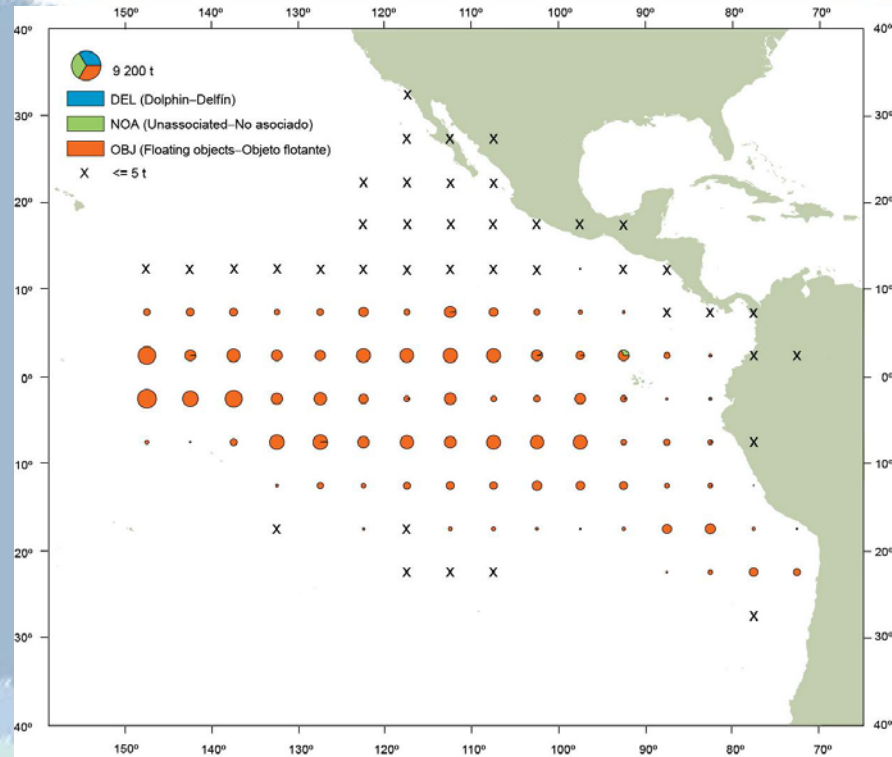 150º 140º 130º 120º 110º 100º 90º 80º 70º
40º 40º
9 200 t
DEL (Dolphin–Delfín)
NOA (Unassociated–No asociado)
OBJ (Floating objects–Objeto flotante)
X <= 5 t
30º 30º
20º 20º
10º 10º
0º 0º
10º 10º
20º 20º
30º 30º
40º 40º
150º 140º 130º 120º 110º 100º 90º 80º 70º